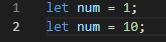 1 let num = 1;
2 let num = 10;